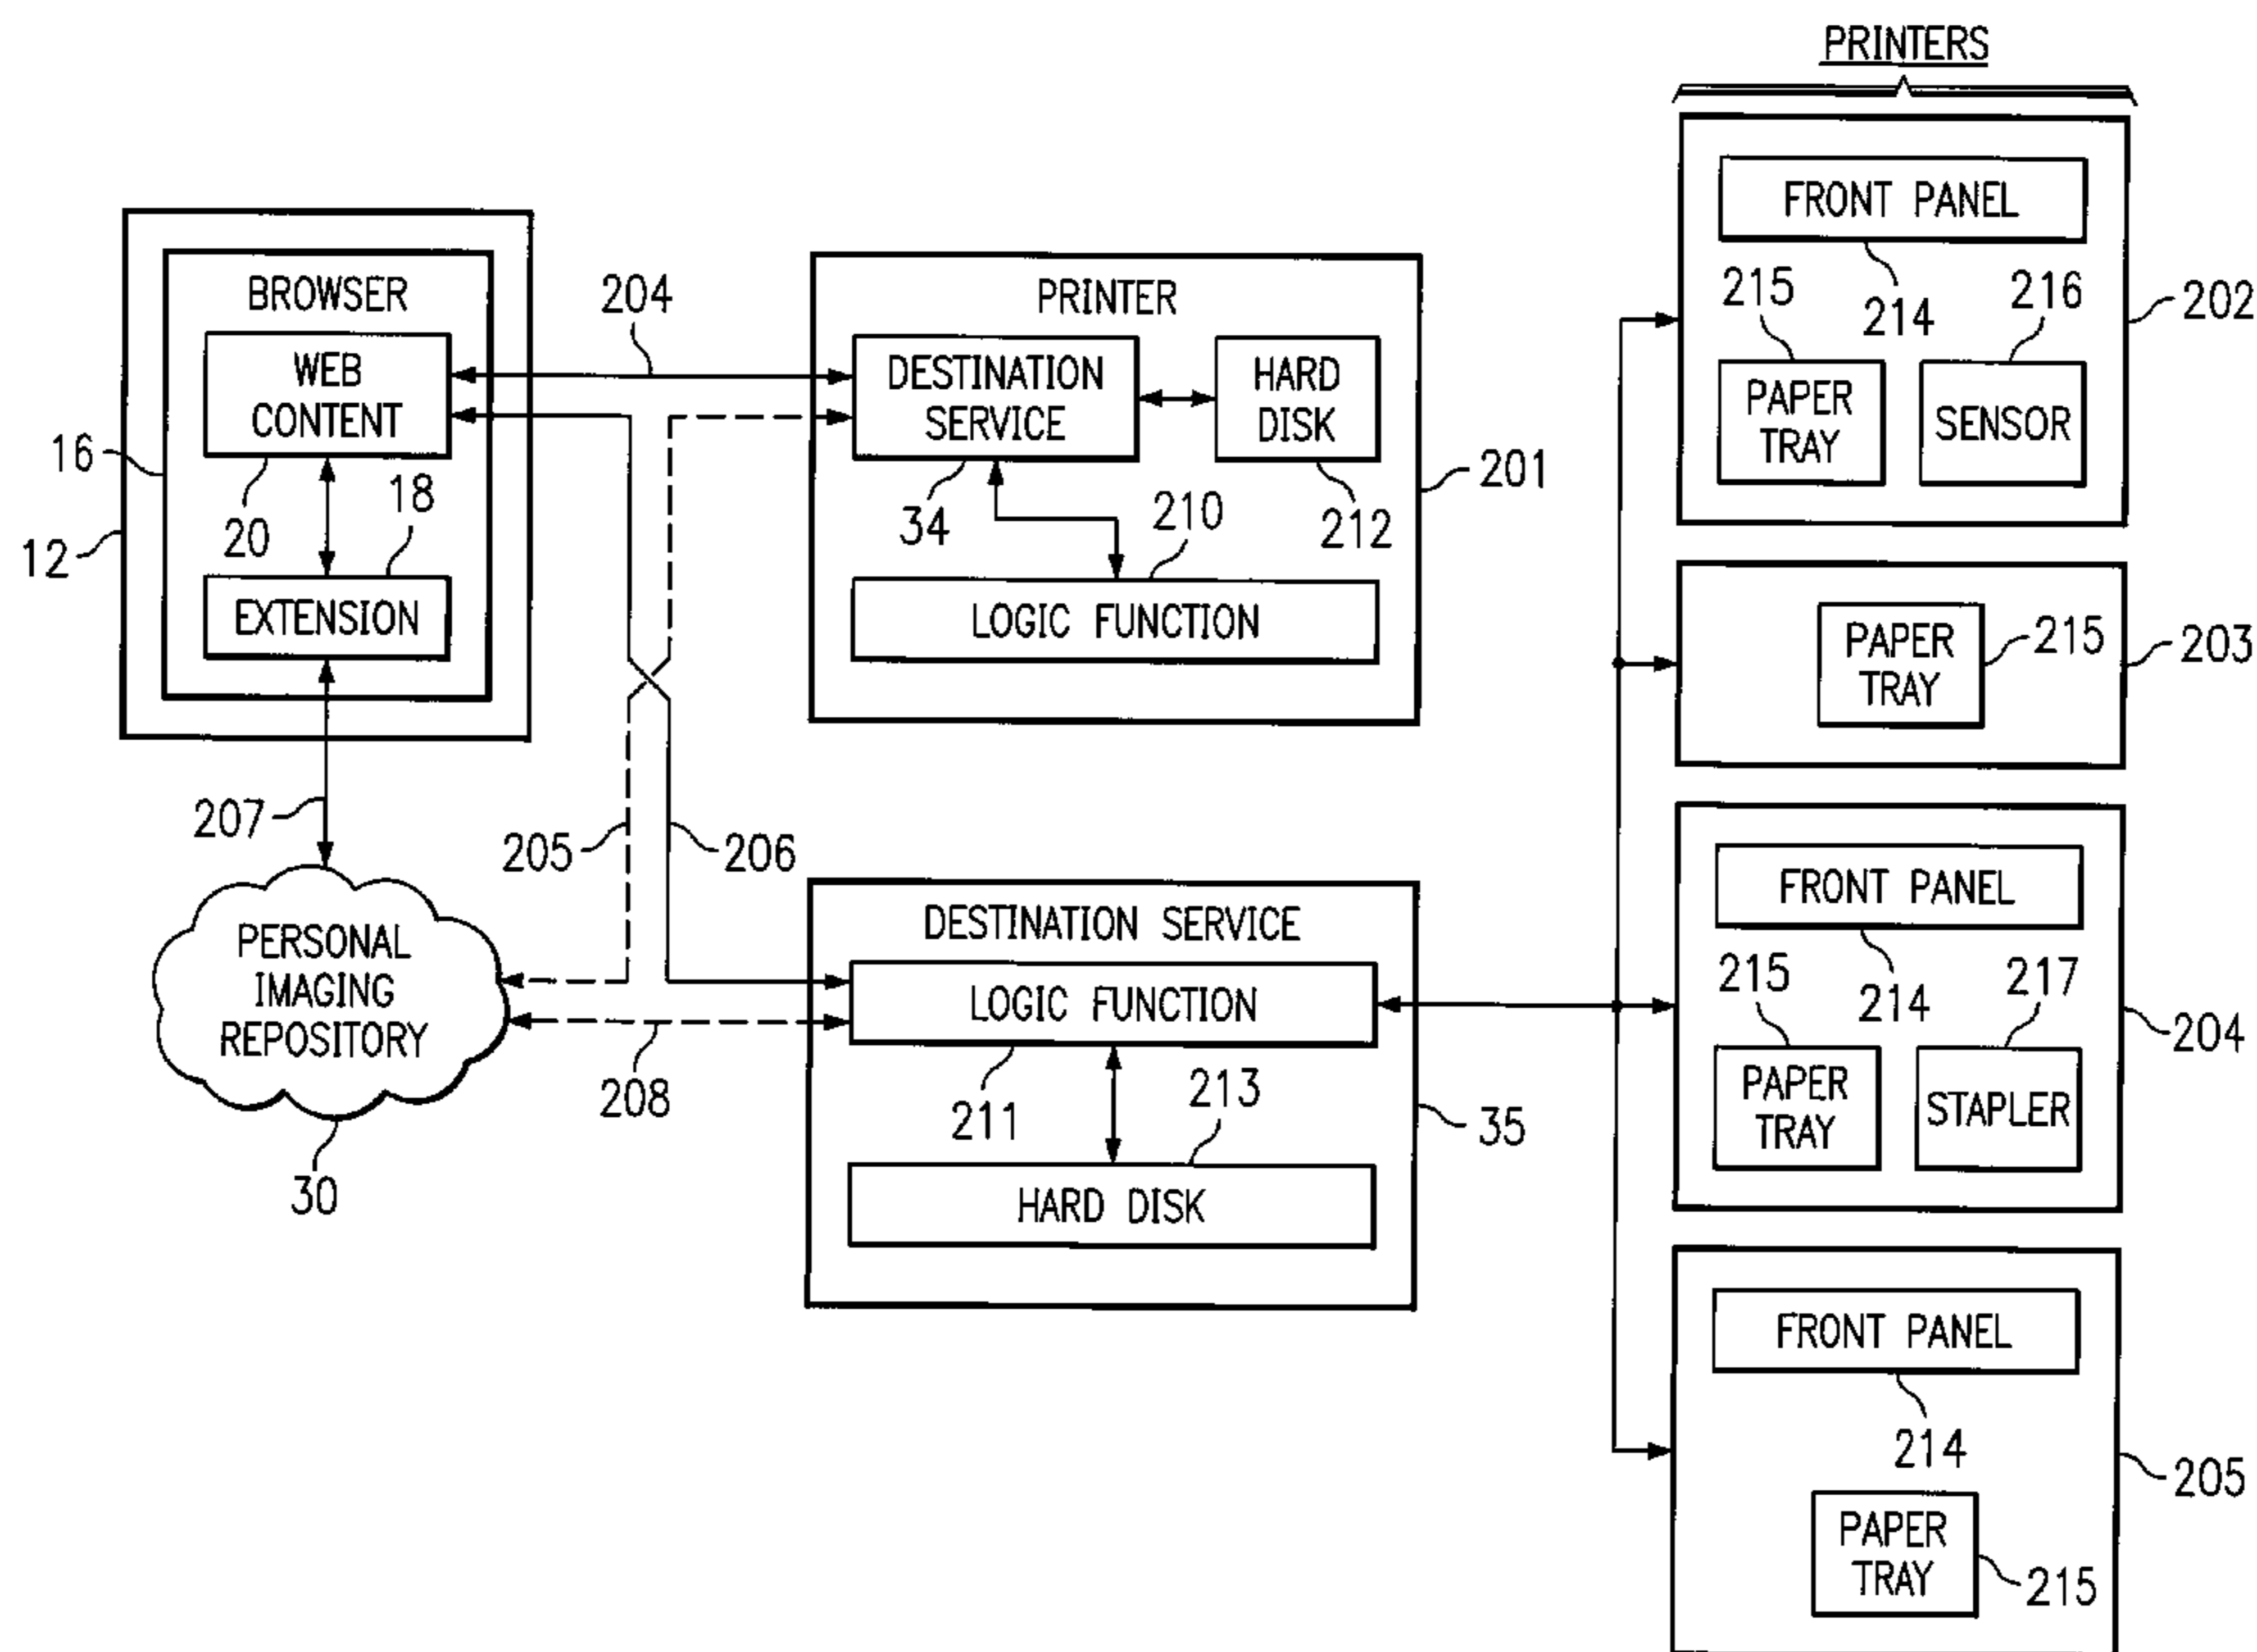 PRINTERS
FRONT PANEL
215
214
216
202
PAPER
TRAY
SENSOR
BROWSER
WEB
CONTENT
16
20
18
12
EXTENSION
204
PRINTER
DESTINATION
SERVICE
HARD
DISK
201
34
210
212
LOGIC FUNCTION
PAPER
TRAY
215
203
207
205
206
PERSONAL
IMAGING
REPOSITORY
30
208
DESTINATION SERVICE
LOGIC FUNCTION
211
213
35
HARD DISK
FRONT PANEL
215
214
217
204
PAPER
TRAY
STAPLER
FRONT PANEL
214
205
PAPER
TRAY
215